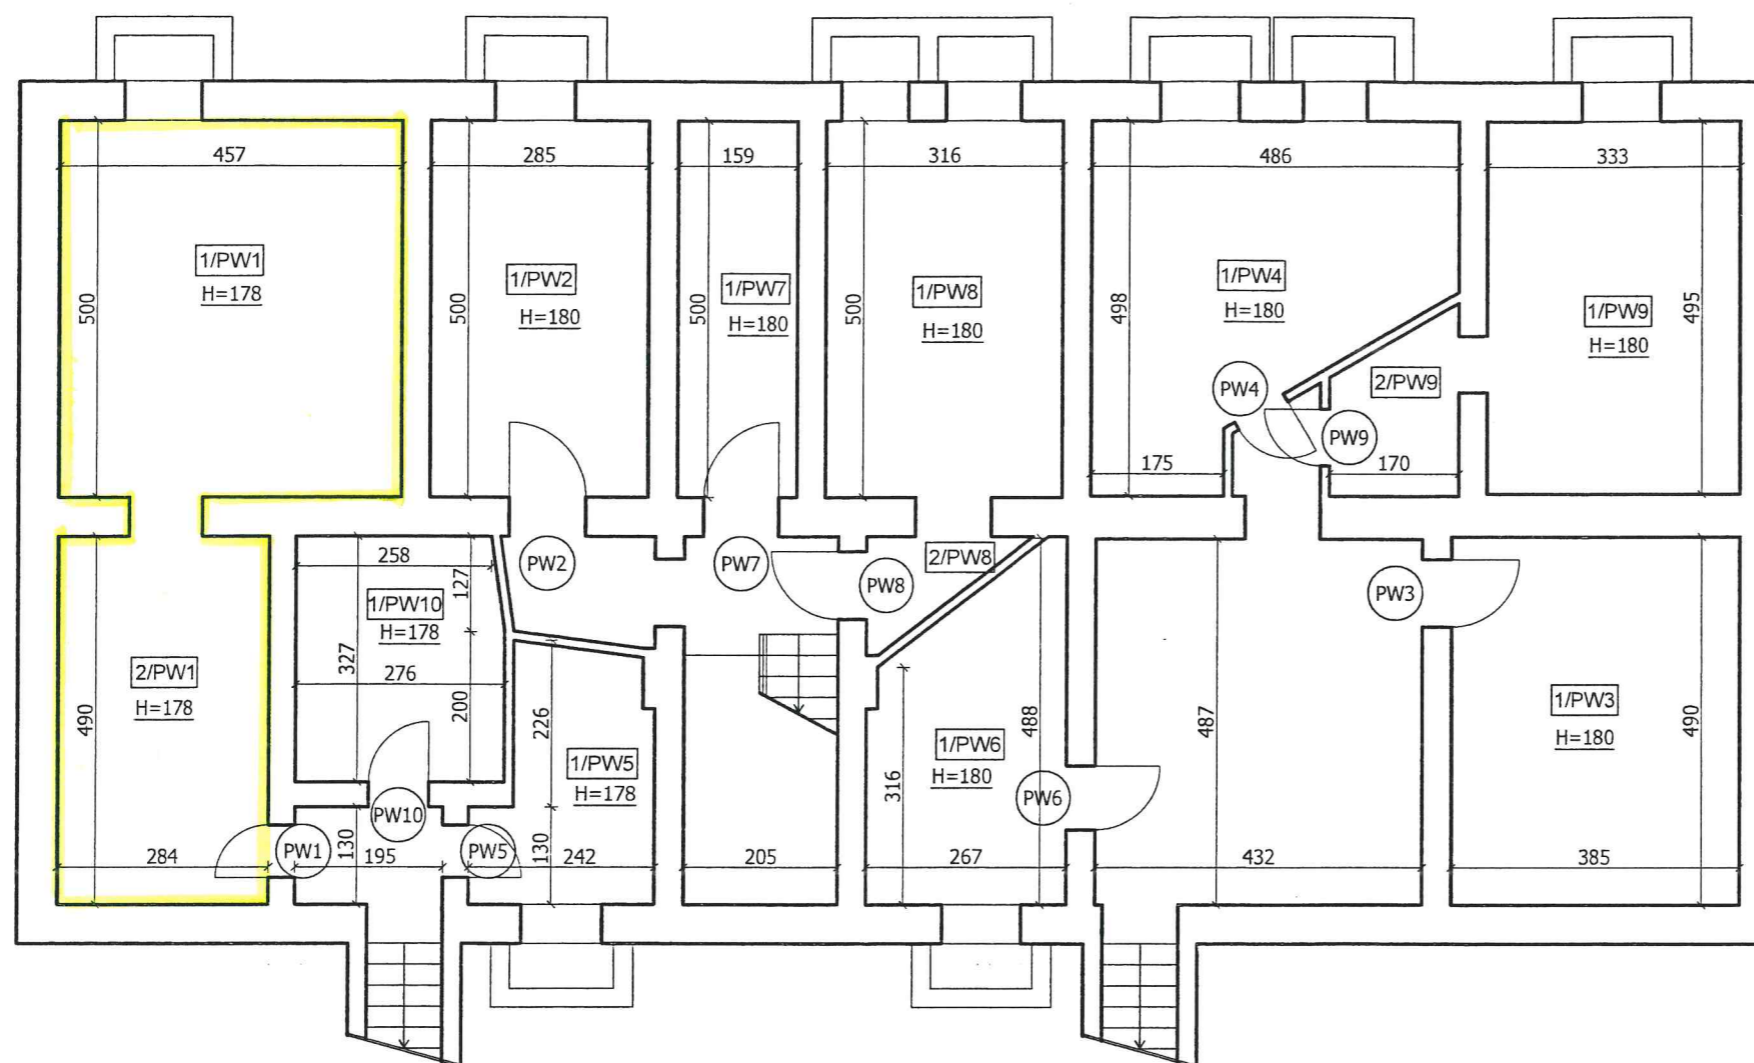 457
285
159
316
486
333
1/PW1
H=178
500
1/PW2
H=180
500
1/PW7
H=180
500
1/PW8
H=180
500
1/PW4
H=180
498
1/PW9
H=180
495
PW4
2/PW9
PW9
175
170
258
127
1/PW10
H=178
327
276
200
PW2
PW7
PW8
2/PW8
PW3
2/PW1
H=178
490
226
1/PW5
H=178
1/PW6
H=180
488
316
487
1/PW3
H=180
490
PW10
PW6
PW1
130
195
PW5
130
284
242
205
267
432
385